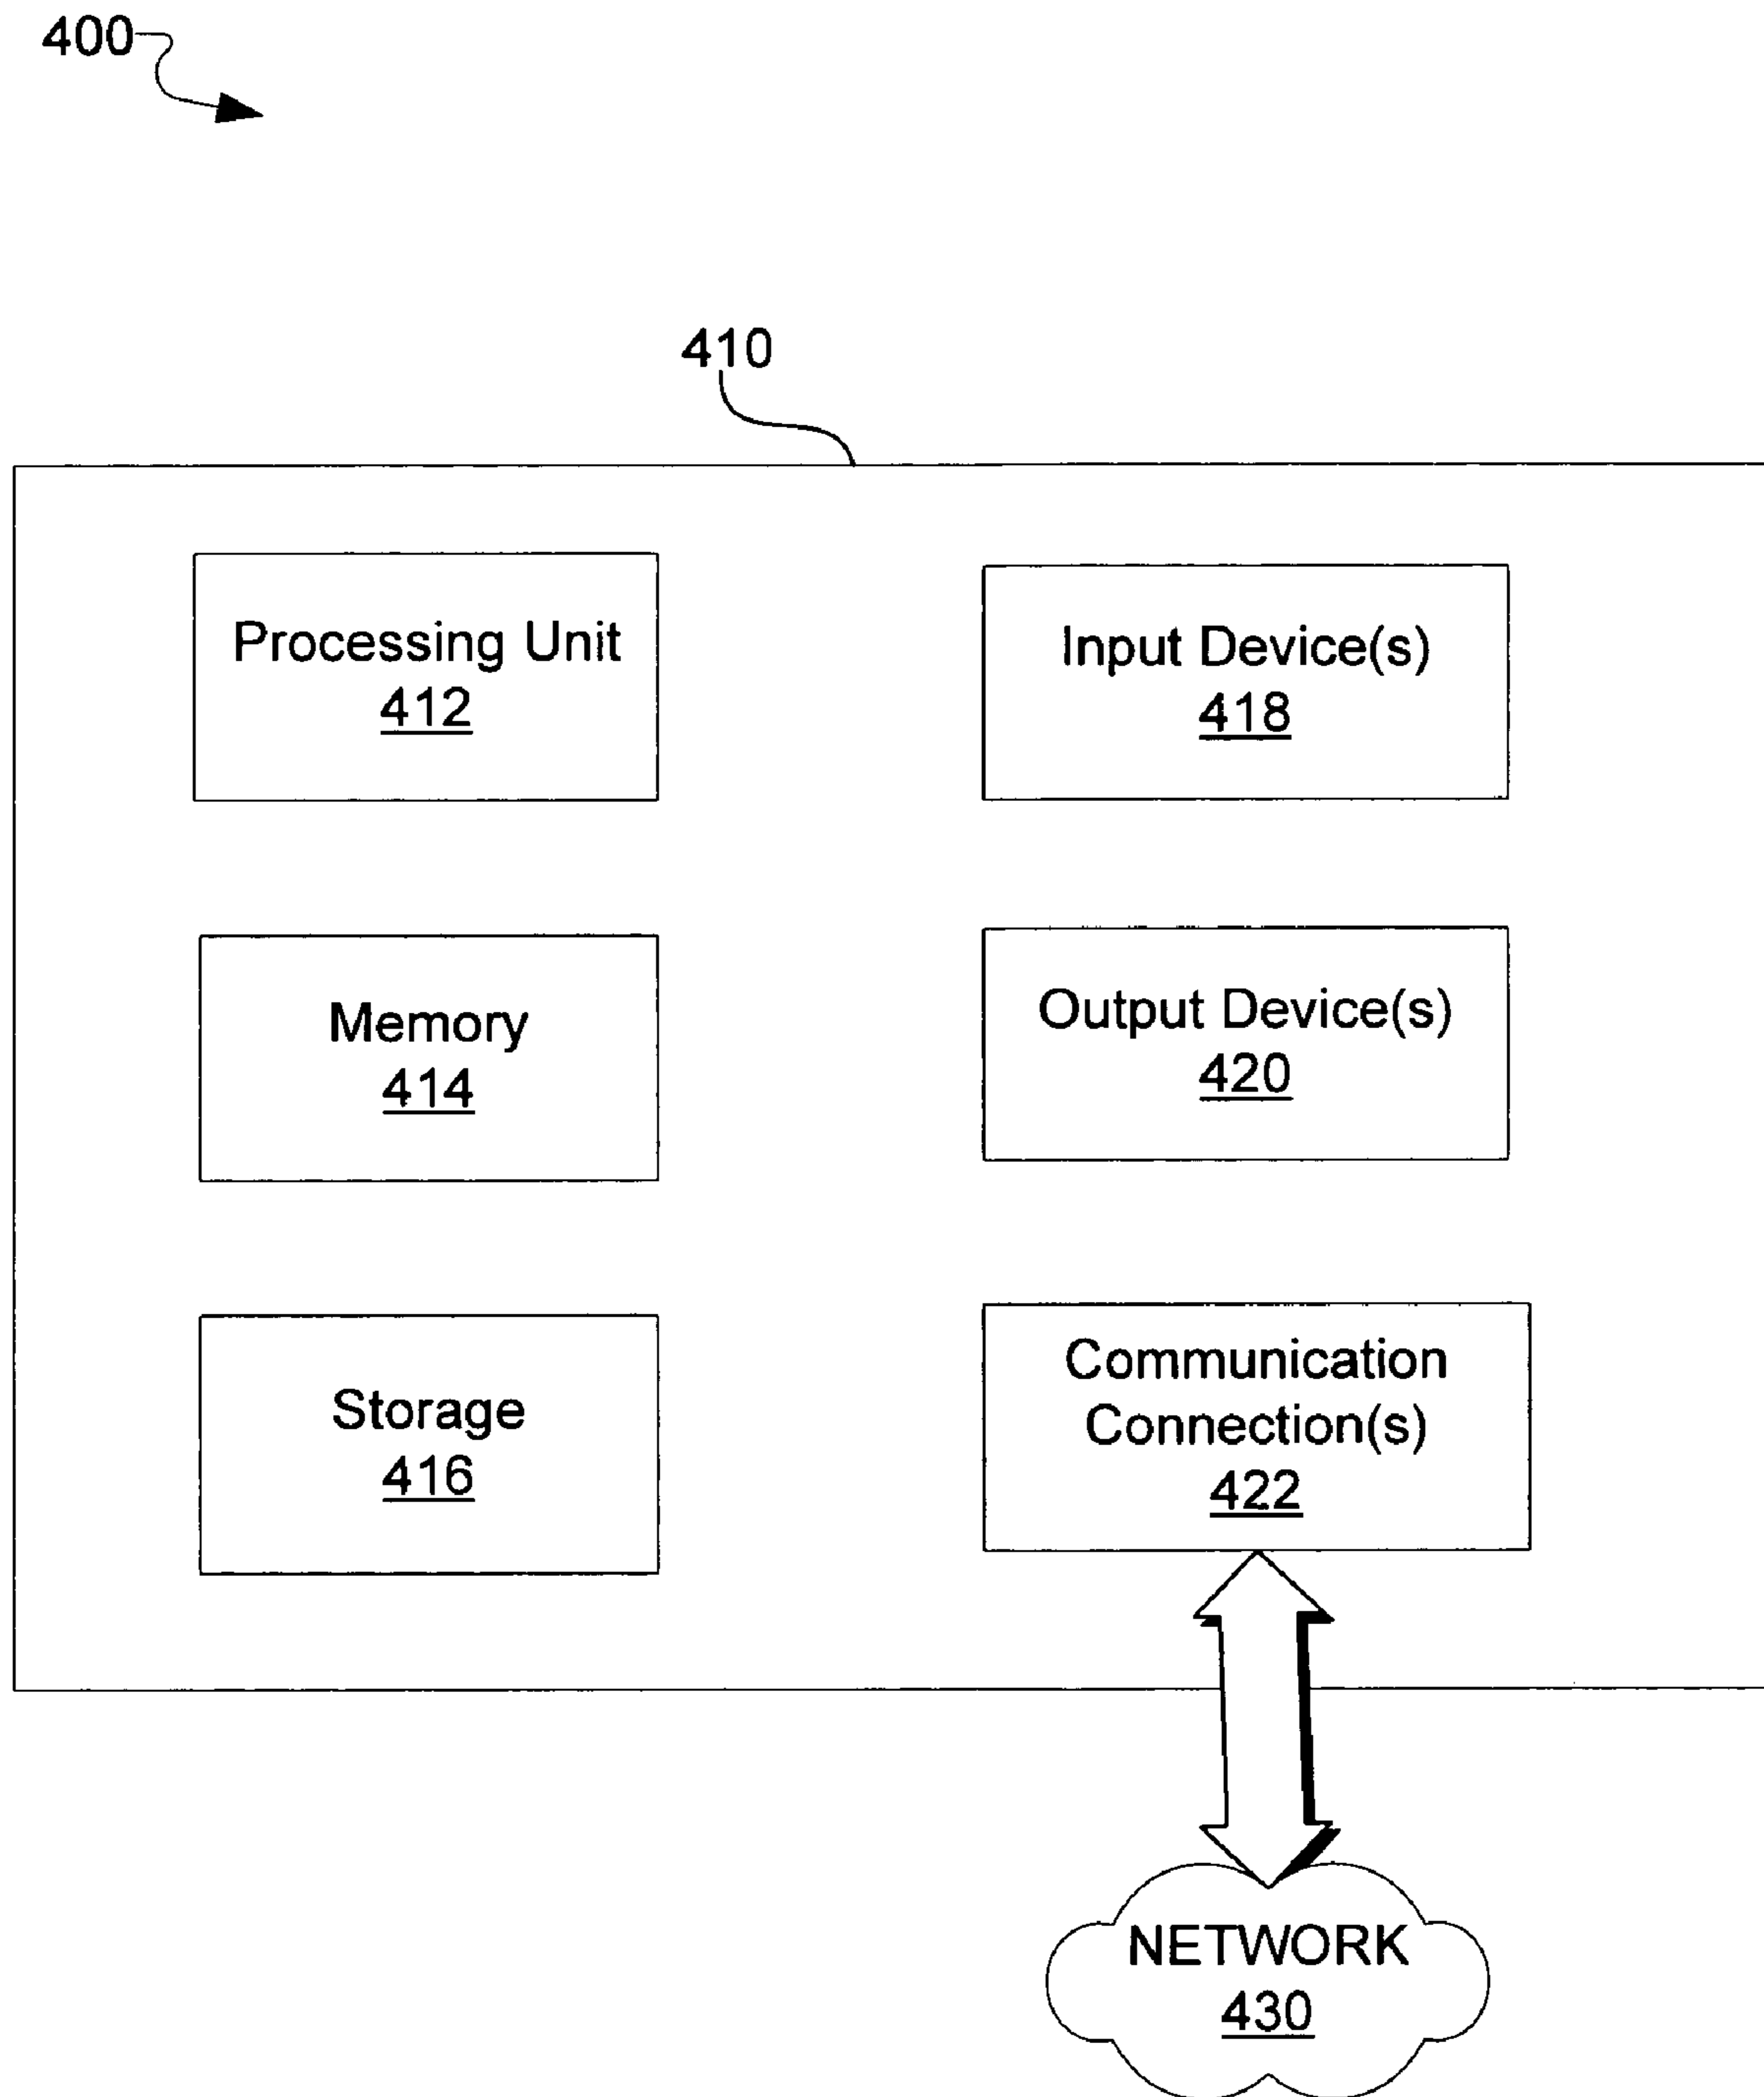 400
410
Processing Unit
412
Input Device(s)
418
Memory
414
Output Device(s)
420
Storage
416
Communication
Connection(s)
422
NETWORK
430